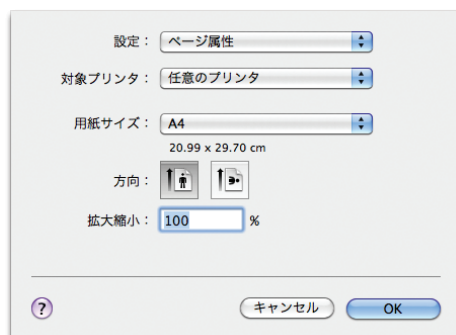 設定： ページ属性
対象プリンタ： 任意のプリンタ
用紙サイズ： A4
20.99 x 29.70 cm
方向：
拡大縮小： 100 %
? キャンセル OK